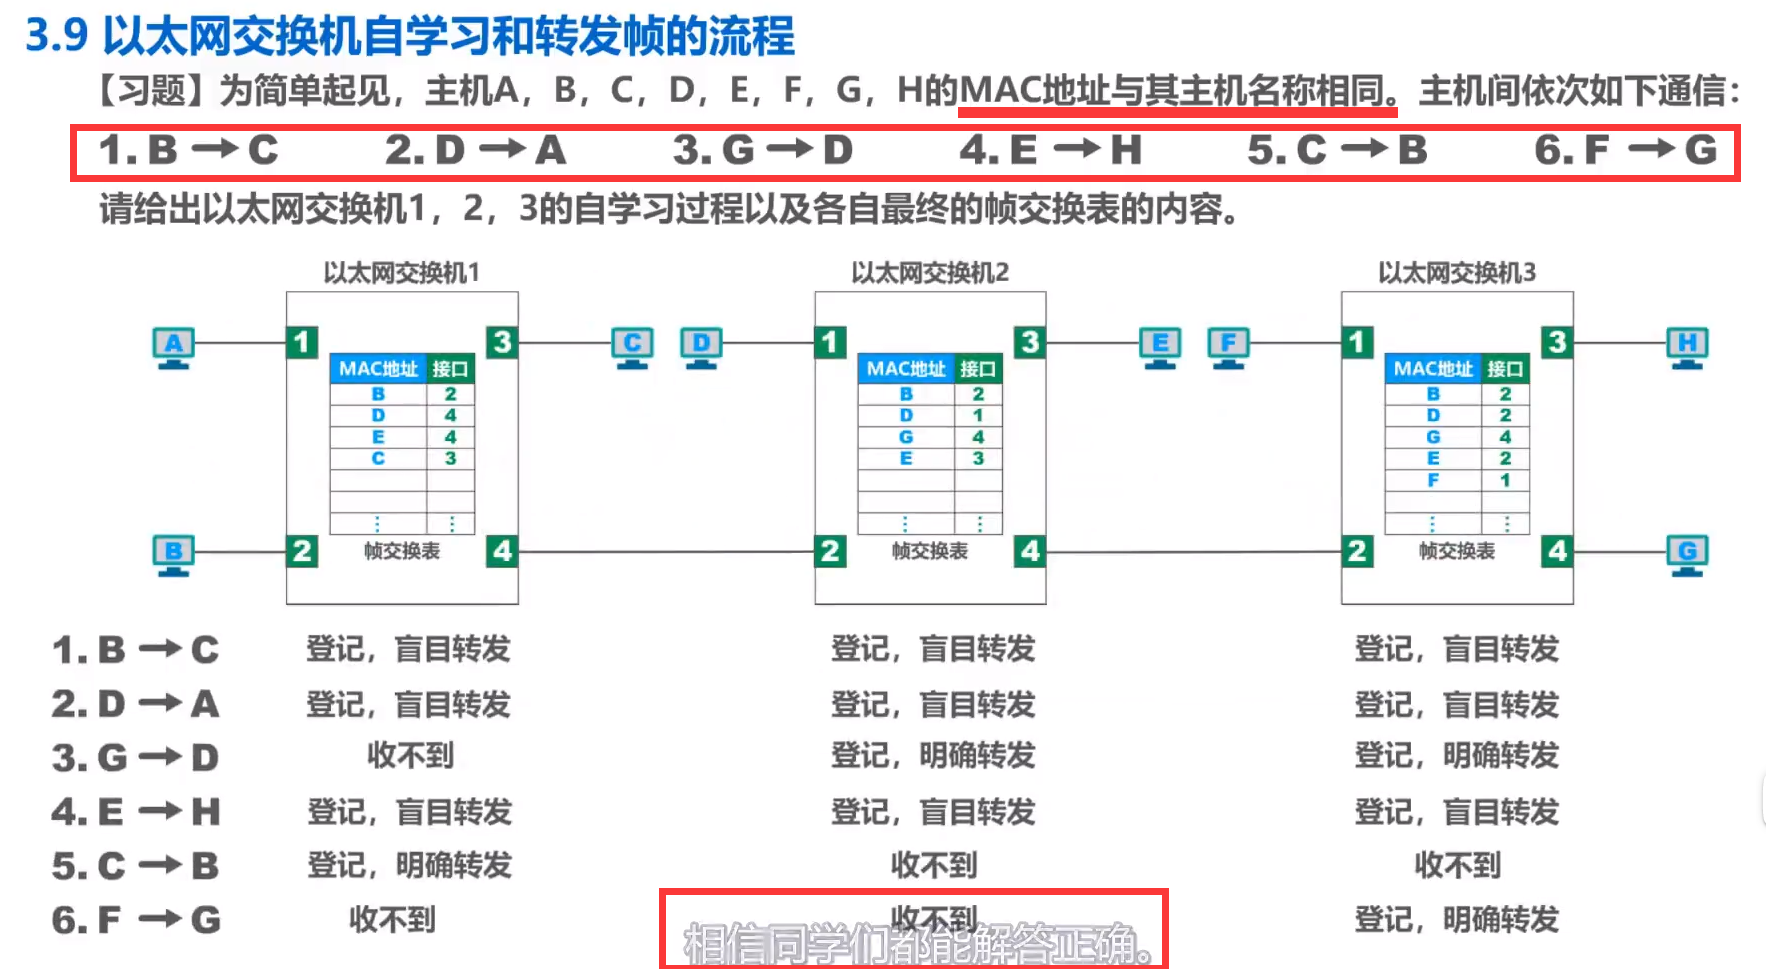 3.9 以太网交换机自学习和转发帧的流程
【习题】为简单起见，主机A，B，C，D，E，F，G，H的MAC地址与其主机名称相同。主机间依次如下通信：
1. B → C 2. D → A 3. G → D 4. E → H 5. C → B 6. F → G
请给出以太网交换机1，2，3的自学习过程以及各自最终的帧交换表的内容。
以太网交换机1 以太网交换机2 以太网交换机3
A 1 3 C D 1 3 E F 1 3 H
MAC地址 接口 MAC地址 接口 MAC地址 接口
B 2 B 2 B 2
D 4 D 1 D 2
E 4 G 4 G 4
C 3 E 3 E 2
F 1
⋮ ⋮ ⋮ ⋮ ⋮ ⋮
B 2 帧交换表 4 2 帧交换表 4 2 帧交换表 4 G
1. B → C 登记，盲目转发 登记，盲目转发 登记，盲目转发
2. D → A 登记，盲目转发 登记，盲目转发 登记，盲目转发
3. G → D 收不到 登记，明确转发 登记，明确转发
4. E → H 登记，盲目转发 登记，盲目转发 登记，盲目转发
5. C → B 登记，明确转发 收不到 收不到
6. F → G 收不到 收不到 登记，明确转发
相信同学们都能解答正确。